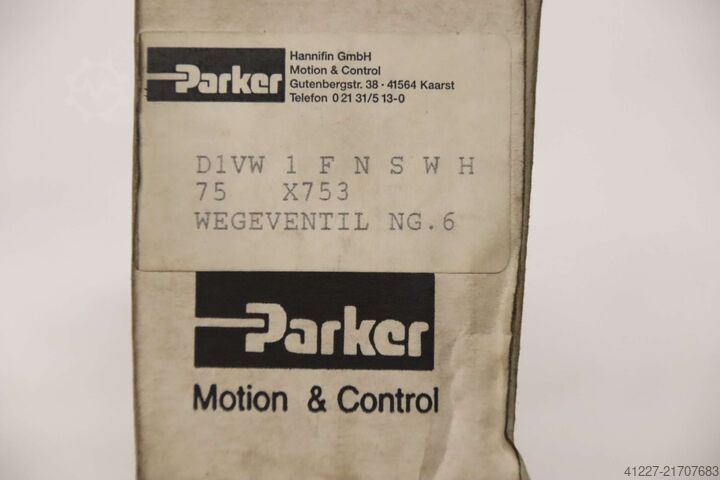 Parker
Hannifin GmbH
Motion & Control
Gutenbergstr. 38 · 41564 Kaarst
Telefon 0 21 31/5 13-0
D1VW 1 F N S W H
75 X753
WEGEVENTIL NG.6
Parker
Motion & Control
41227-21707683